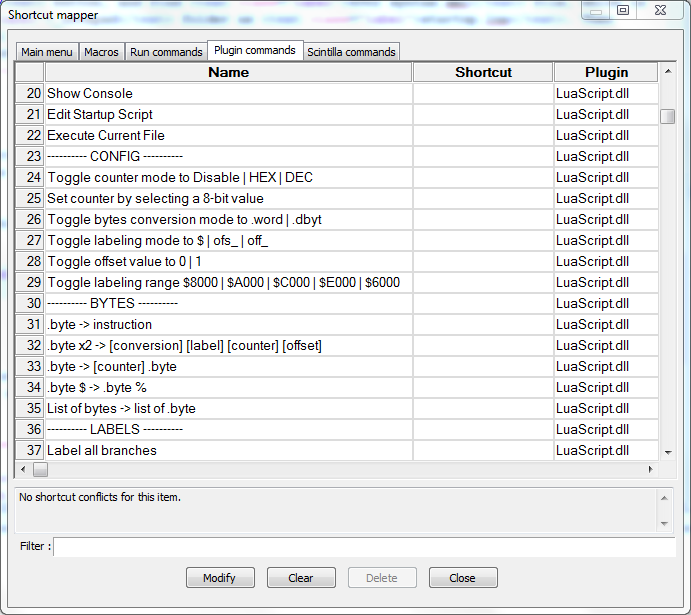 Shortcut mapper
Main menu Macros Run commands Plugin commands Scintilla commands
Name Shortcut Plugin
20 Show Console LuaScript.dll
21 Edit Startup Script LuaScript.dll
22 Execute Current File LuaScript.dll
23 ---------- CONFIG ---------- LuaScript.dll
24 Toggle counter mode to Disable | HEX | DEC LuaScript.dll
25 Set counter by selecting a 8-bit value LuaScript.dll
26 Toggle bytes conversion mode to .word | .dbyt LuaScript.dll
27 Toggle labeling mode to $ | ofs_ | off_ LuaScript.dll
28 Toggle offset value to 0 | 1 LuaScript.dll
29 Toggle labeling range $8000 | $A000 | $C000 | $E000 | $6000 LuaScript.dll
30 ---------- BYTES ---------- LuaScript.dll
31 .byte -> instruction LuaScript.dll
32 .byte x2 -> [conversion] [label] [counter] [offset] LuaScript.dll
33 .byte -> [counter] .byte LuaScript.dll
34 .byte $ -> .byte % LuaScript.dll
35 List of bytes -> list of .byte LuaScript.dll
36 ---------- LABELS ---------- LuaScript.dll
37 Label all branches LuaScript.dll
No shortcut conflicts for this item.
Filter :
Modify Clear Delete Close